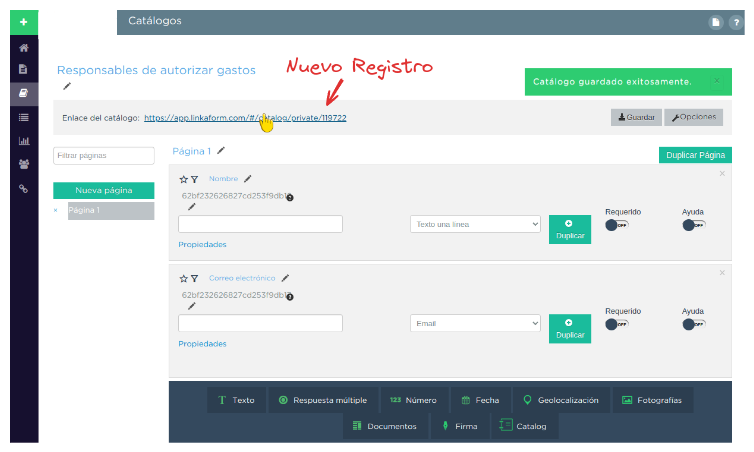 +
Catálogos
?
Responsables de autorizar gastos
Nuevo Registro
Catálogo guardado exitosamente.
×
Enlace del catálogo: https://app.linkaform.com/#/catalog/private/119722
Guardar
Opciones
Filtrar páginas
Página 1
Duplicar Página
Nueva página
× Página 1
×
Nombre
Texto una línea
Duplicar
Requerido
OFF
Ayuda
OFF
Propiedades
×
Correo electrónico
Email
Duplicar
Requerido
OFF
Ayuda
OFF
Propiedades
T Texto
Respuesta múltiple
123 Número
Fecha
Geolocalización
Fotografías
Documentos
Firma
Catalog